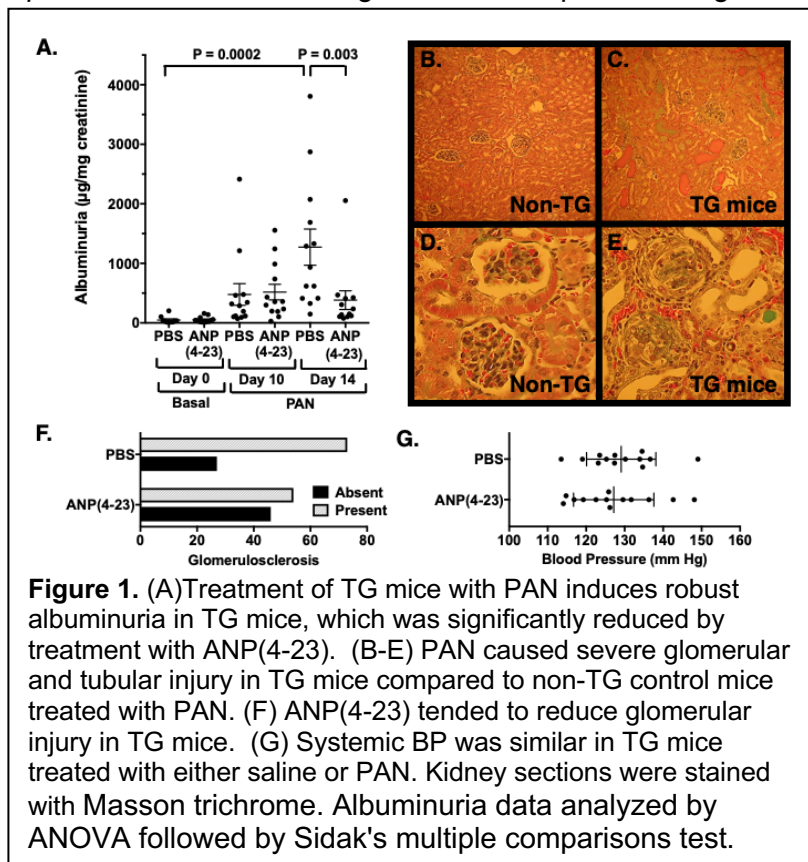 A.
P = 0.0002 P = 0.003
Albuminuria (µg/mg creatinine)
4000
3000
2000
1000
0
PBS ANP (4-23) PBS ANP (4-23) PBS ANP (4-23)
Day 0 Day 10 Day 14
Basal PAN
B.
Non-TG
C.
TG mice
D.
Non-TG
E.
TG mice
F.
PBS
ANP(4-23)
Absent
Present
0 20 40 60 80
Glomerulosclerosis
G.
PBS
ANP(4-23)
100 110 120 130 140 150 160
Blood Pressure (mm Hg)
Figure 1. (A)Treatment of TG mice with PAN induces robust
albuminuria in TG mice, which was significantly reduced by
treatment with ANP(4-23). (B-E) PAN caused severe glomerular
and tubular injury in TG mice compared to non-TG control mice
treated with PAN. (F) ANP(4-23) tended to reduce glomerular
injury in TG mice. (G) Systemic BP was similar in TG mice
treated with either saline or PAN. Kidney sections were stained
with Masson trichrome. Albuminuria data analyzed by
ANOVA followed by Sidak's multiple comparisons test.